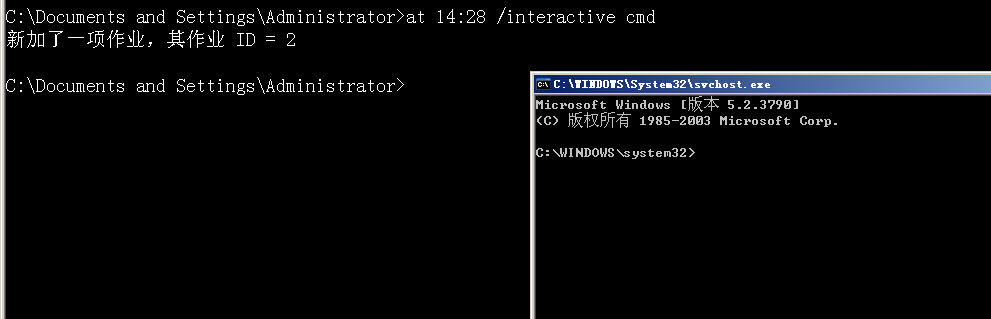 C:\Documents and Settings\Administrator>at 14:28 /interactive cmd
新加了一项作业，其作业 ID = 2
C:\Documents and Settings\Administrator>
C:\WINDOWS\System32\svchost.exe
Microsoft Windows [版本 5.2.3790]
(C) 版权所有 1985-2003 Microsoft Corp.
C:\WINDOWS\system32>